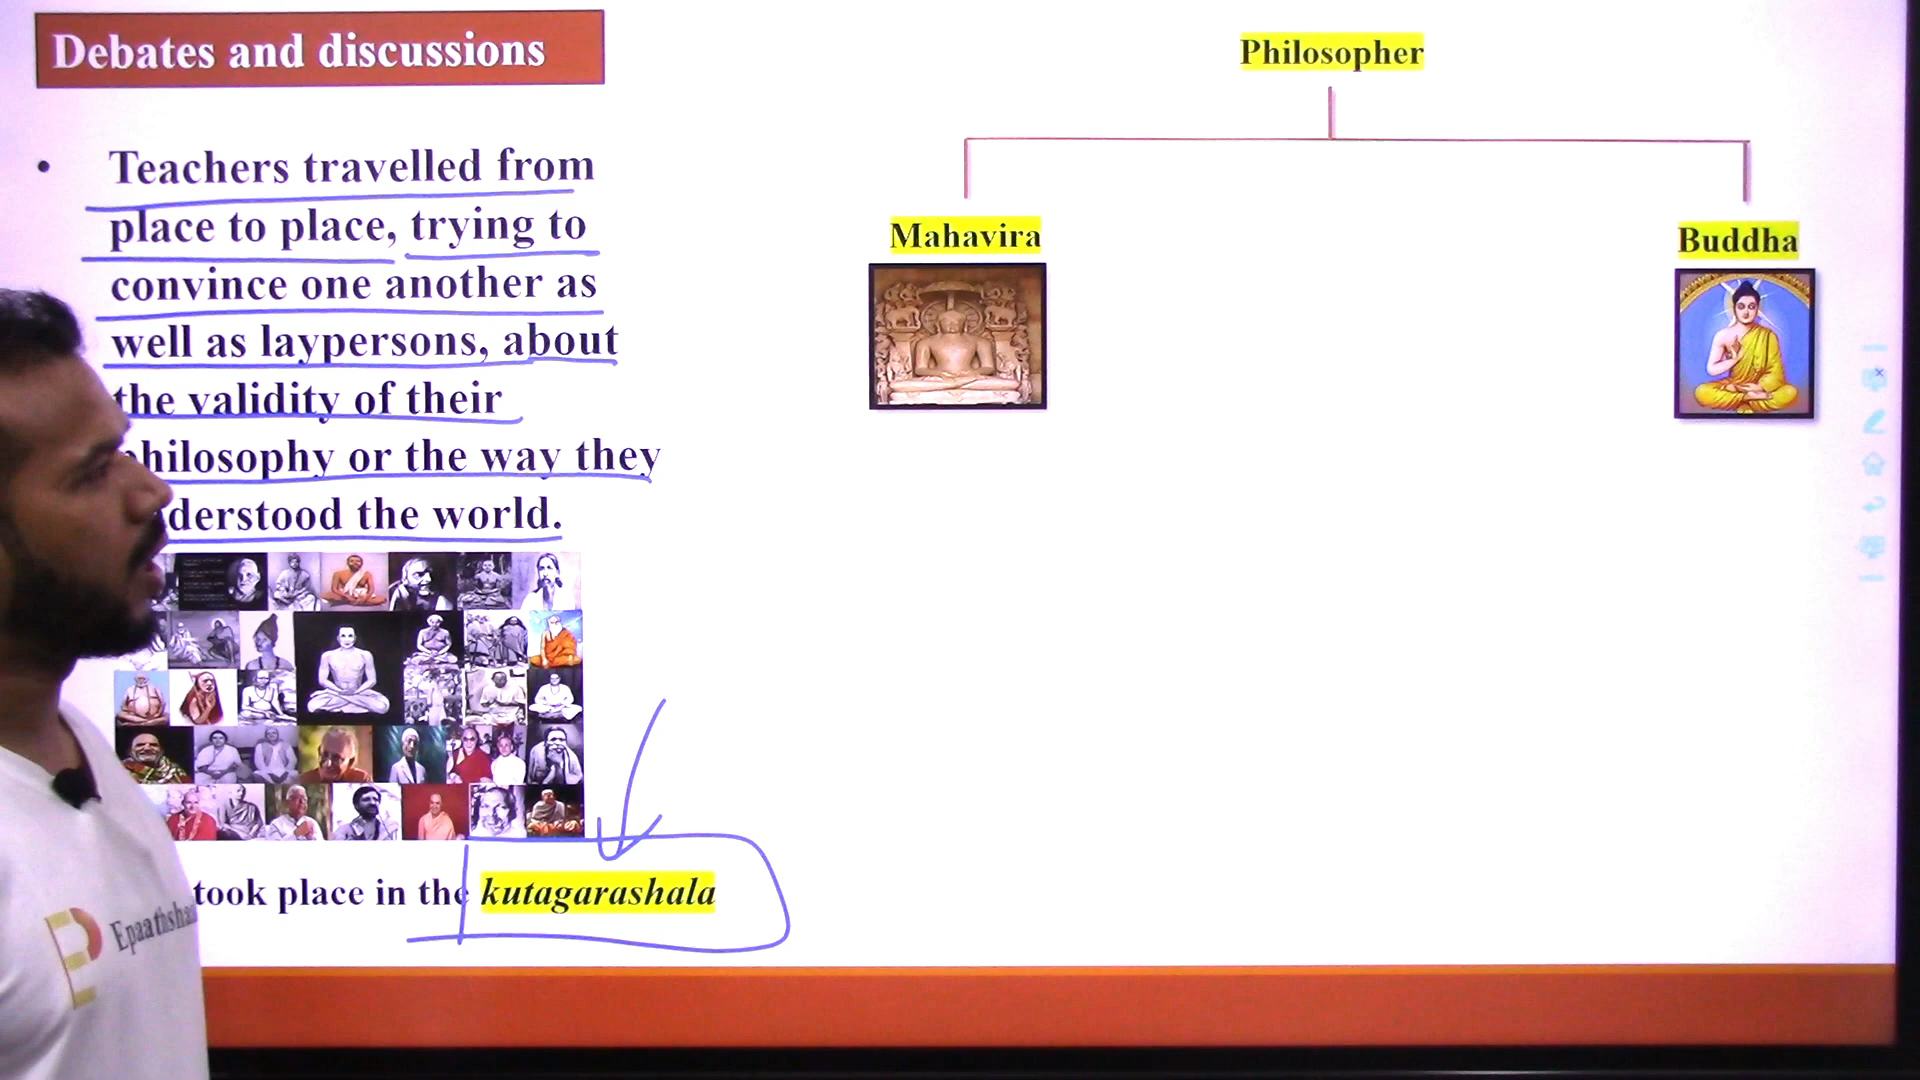 Debates and discussions
• Teachers travelled from
place to place, trying to
convince one another as
well as laypersons, about
the validity of their
hilosophy or the way they
derstood the world.
took place in the kutagarashala
Philosopher
Mahavira
Buddha